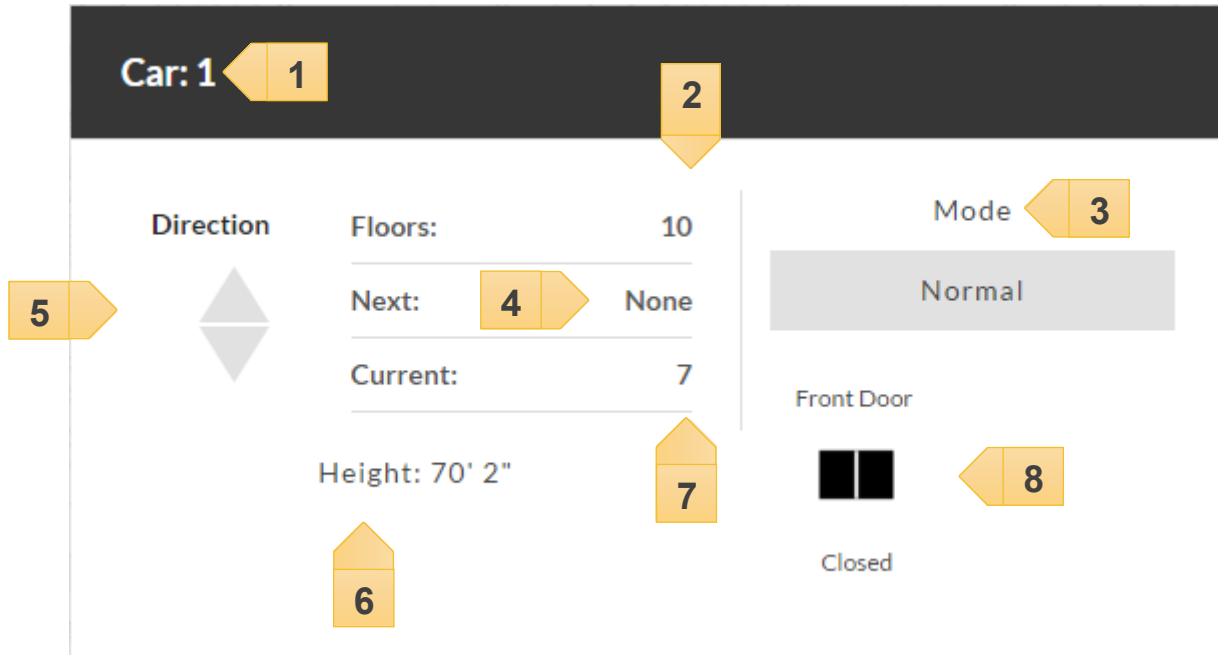 Car: 1
1
2
Direction
Floors: 10
Mode
3
5
Next: 4 None
Normal
Current: 7
Front Door
Height: 70' 2"
7
8
Closed
6